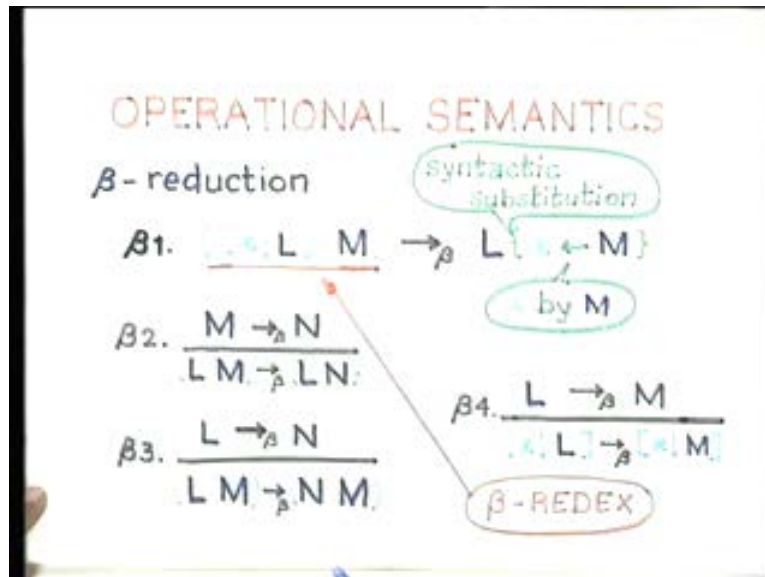 OPERATIONAL SEMANTICS
β-reduction
syntactic
substitution
β1. L M →β L { ← M }
by M
β2. M →β N
L M →β L N
β3. L →β N
L M →β N M
β4. L →β M
L →β M
β-REDEX